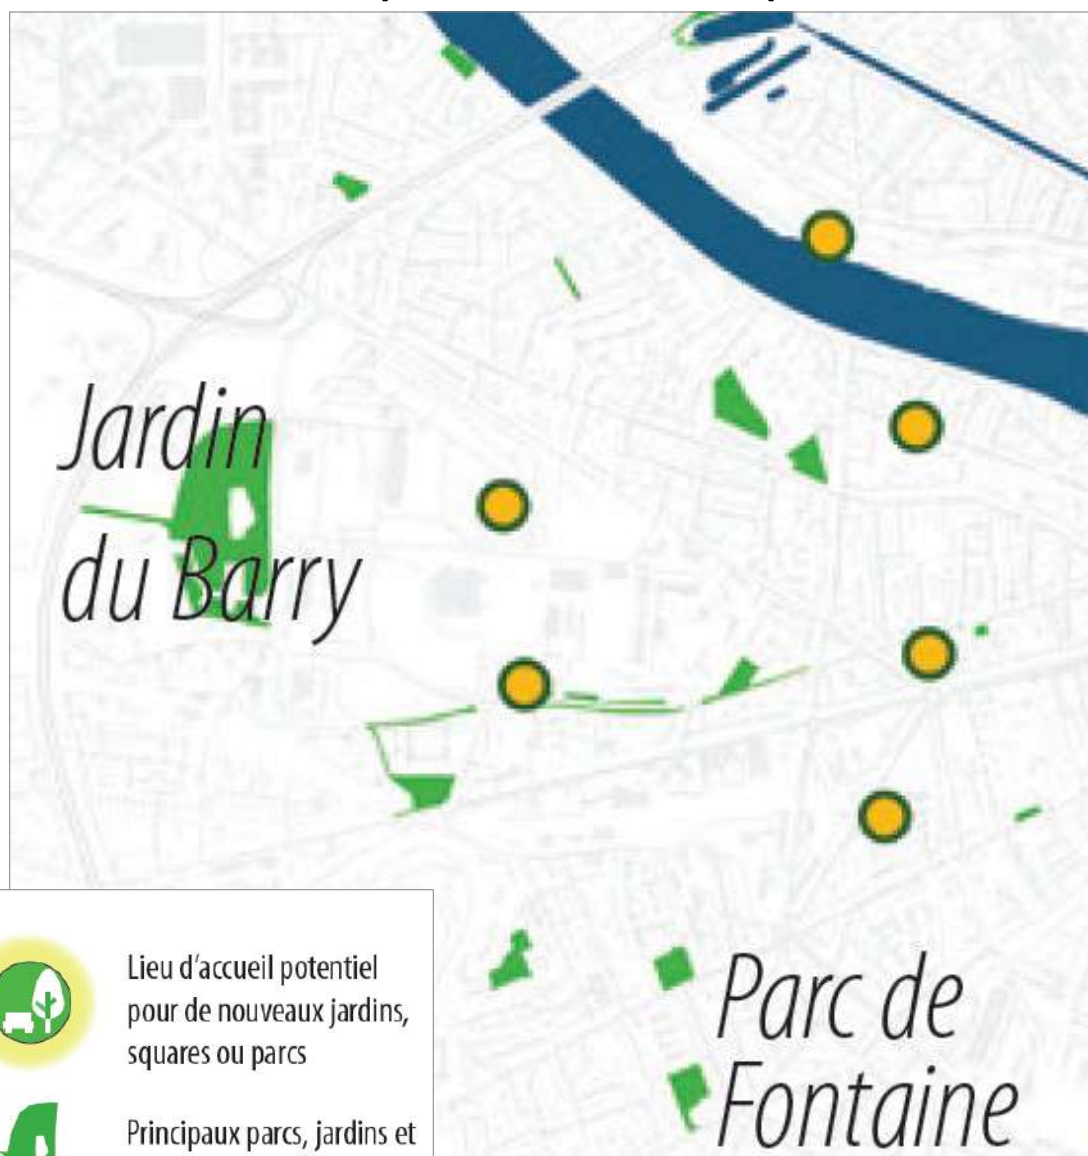 Jardin
du Barry
Parc de
Fontaine
Lieu d'accueil potentiel
pour de nouveaux jardins,
squares ou parcs
Principaux parcs, jardins et